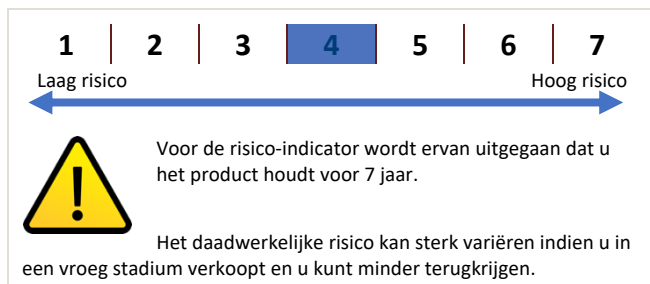 1 2 3 4 5 6 7
Laag risico Hoog risico
Voor de risico-indicator wordt ervan uitgegaan dat u
het product houdt voor 7 jaar.
Het daadwerkelijke risico kan sterk variëren indien u in
een vroeg stadium verkoopt en u kunt minder terugkrijgen.